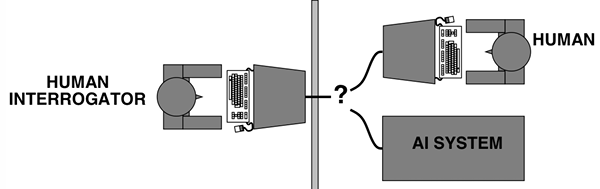 HUMAN
INTERROGATOR
?
HUMAN
AI SYSTEM